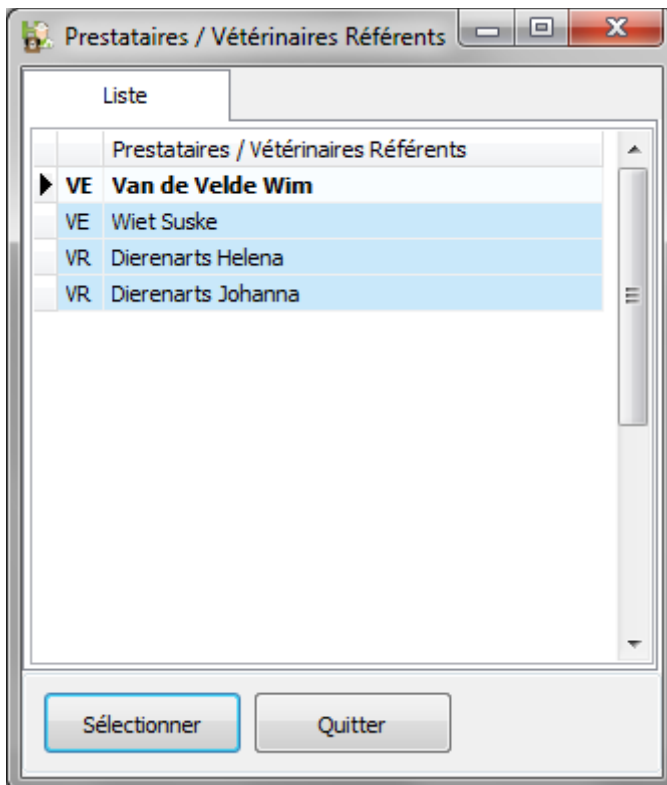 Prestataires / Vétérinaires Référents
Liste
Prestataires / Vétérinaires Référents
VE Van de Velde Wim
VE Wiet Suske
VR Dierenarts Helena
VR Dierenarts Johanna
Sélectionner Quitter